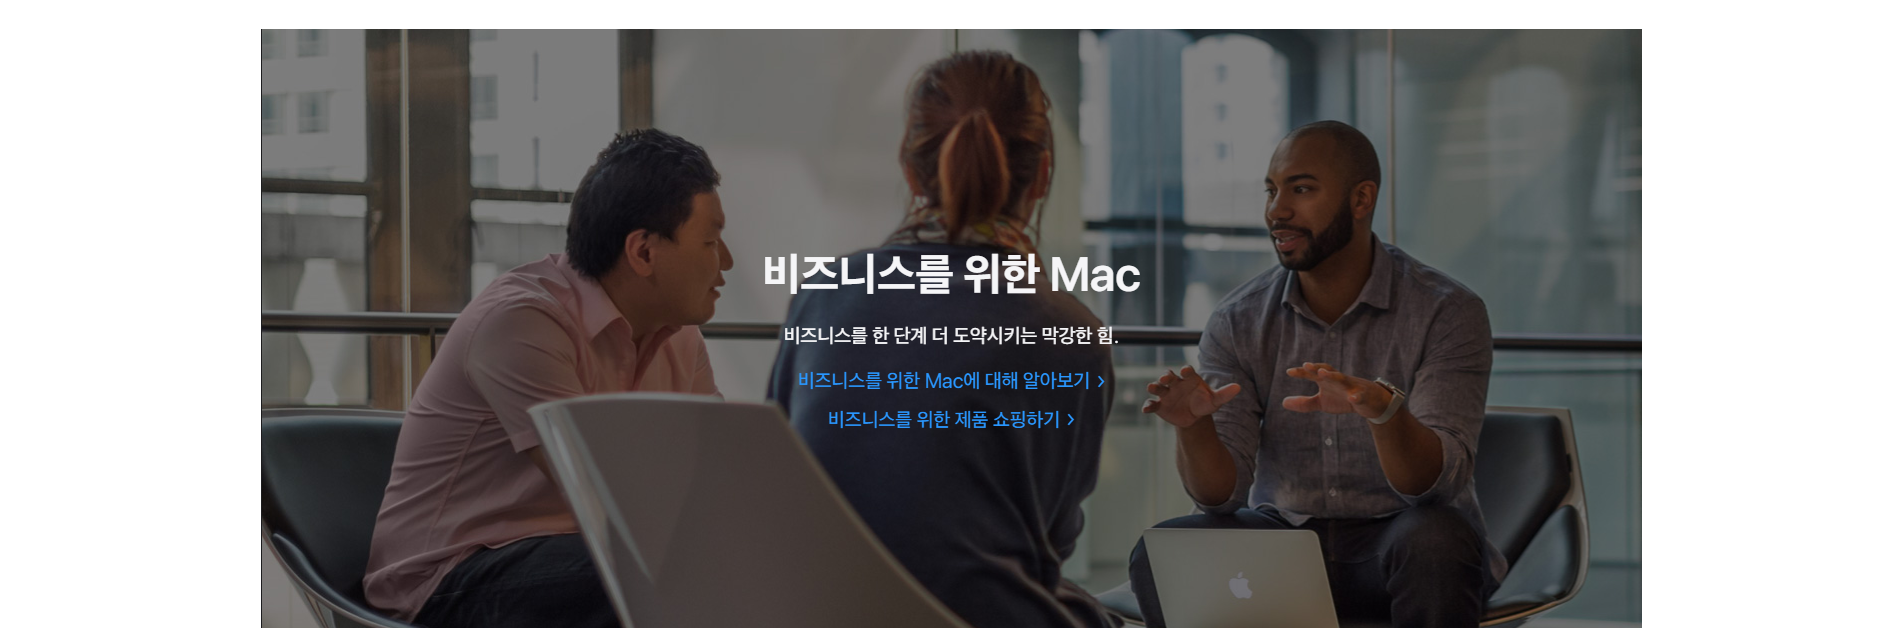 비즈니스를 위한 Mac
비즈니스를 한 단계 더 도약시키는 막강한 힘.
비즈니스를 위한 Mac에 대해 알아보기 >
비즈니스를 위한 제품 쇼핑하기 >